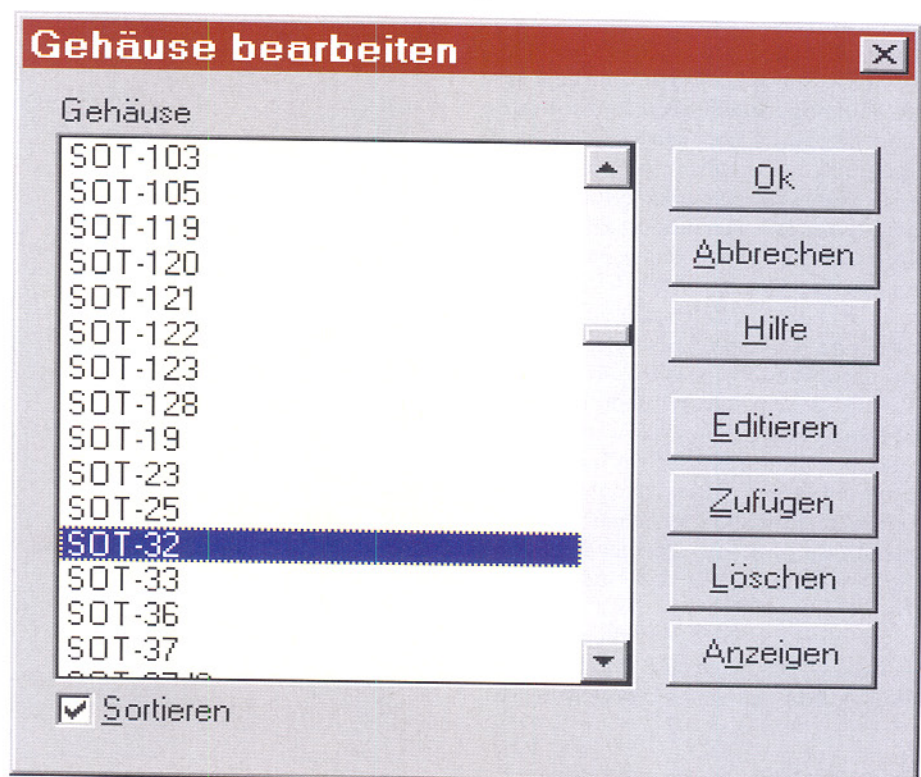 Gehäuse bearbeiten
Gehäuse
SOT-103
SOT-105
SOT-119
SOT-120
SOT-121
SOT-122
SOT-123
SOT-128
SOT-19
SOT-23
SOT-25
SOT-32
SOT-33
SOT-36
SOT-37
Sortieren
Ok
Abbrechen
Hilfe
Editieren
Zufügen
Löschen
Anzeigen